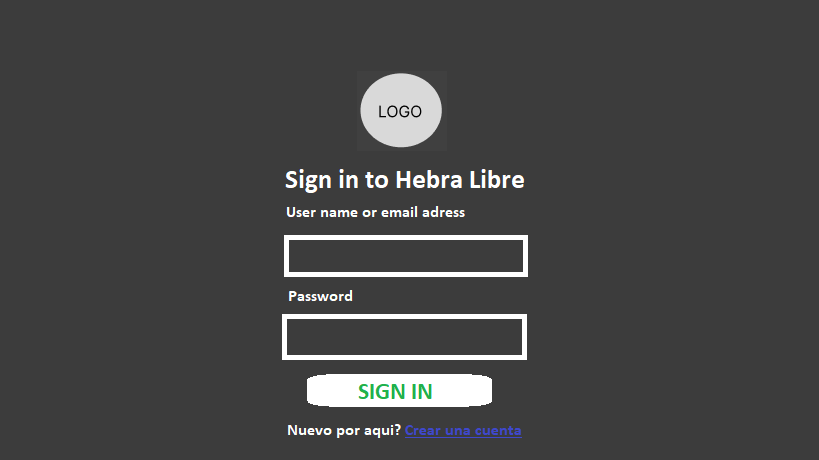 LOGO
Sign in to Hebra Libre
User name or email adress
Password
SIGN IN
Nuevo por aqui? Crear una cuenta